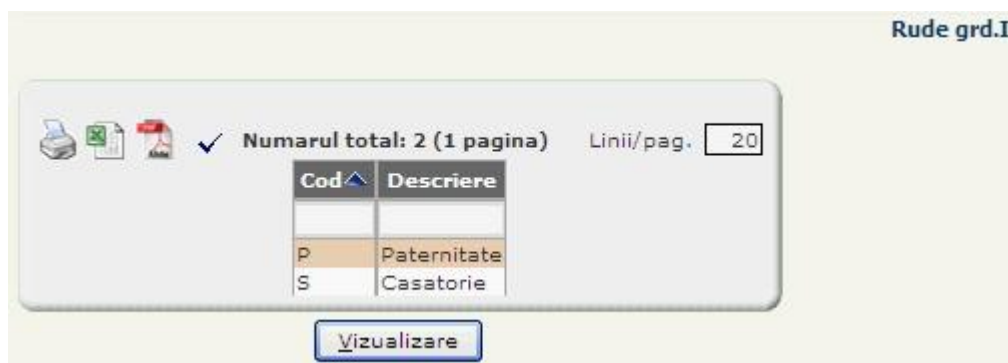 Rude grd.I
Numarul total: 2 (1 pagina) Linii/pag. 20
Cod Descriere
P Paternitate
S Casatorie
Vizualizare